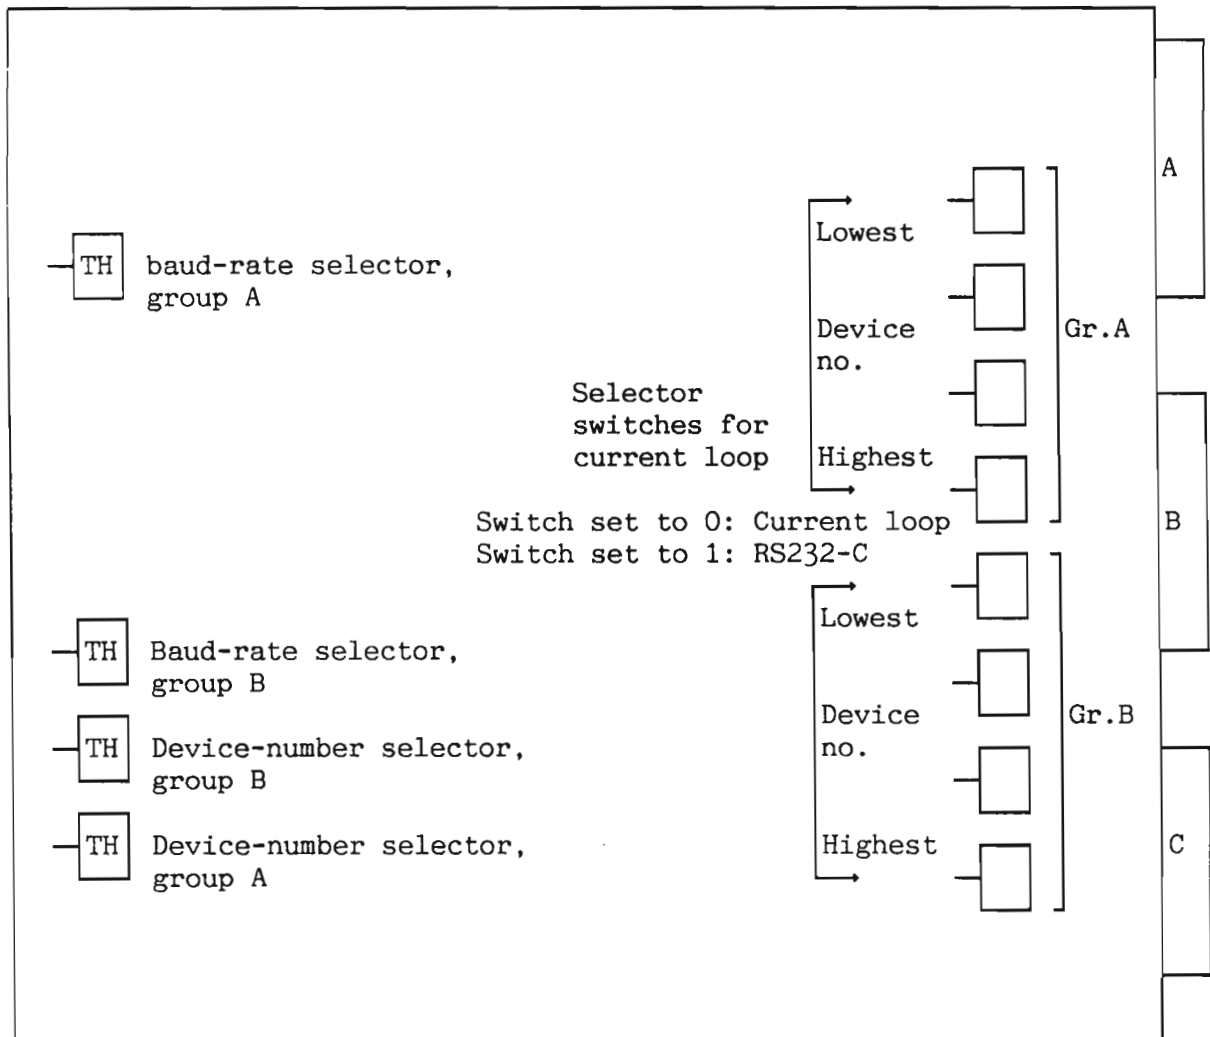 A
Lowest
TH baud-rate selector,
group A
Device
no.
Gr.A
Selector
switches for
current loop
Highest
Switch set to 0: Current loop
Switch set to 1: RS232-C
B
Lowest
TH Baud-rate selector,
group B
Device
no.
Gr.B
TH Device-number selector,
group B
TH Device-number selector,
group A
Highest
C